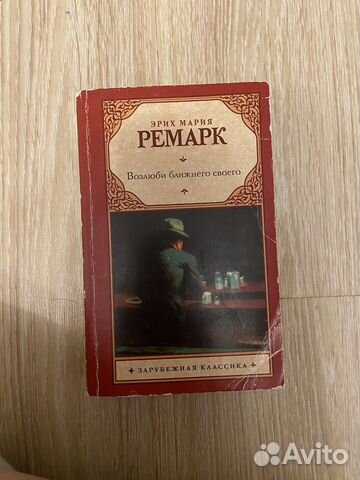 ЭРИХ МАРИЯ
РЕМАРК
Возлюби ближнего своего
ЗАРУБЕЖНАЯ КЛАССИКА
Avito